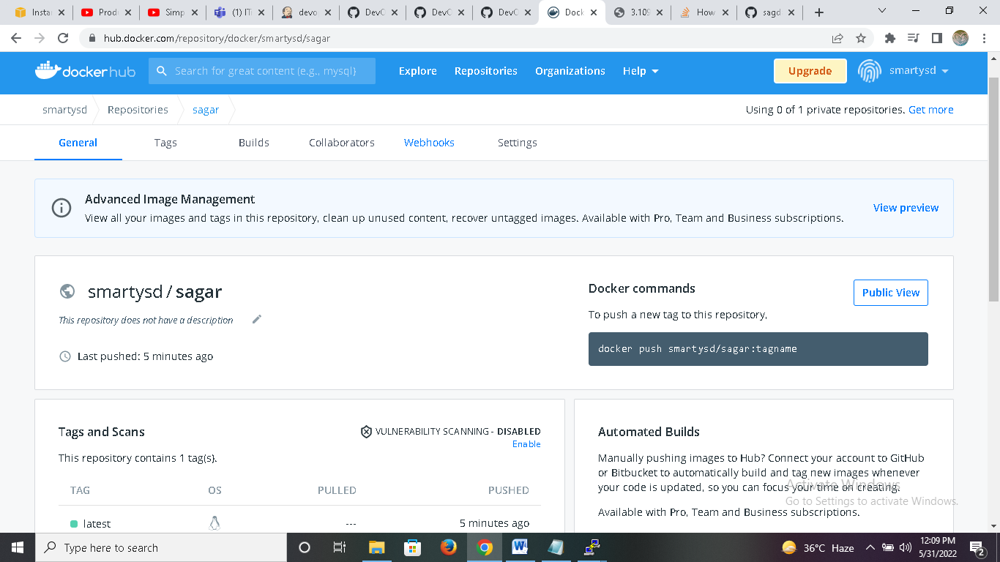 Insta
Prod
Simp
(1) ITi
devo
DevC
DevC
DevC
Dock
3.109
How
sagd
hub.docker.com/repository/docker/smartysd/sagar
dockerhub
Search for great content (e.g., mysql)
Explore
Repositories
Organizations
Help
Upgrade
smartysd
smartysd
Repositories
sagar
Using 0 of 1 private repositories. Get more
General
Tags
Builds
Collaborators
Webhooks
Settings
Advanced Image Management
View all your images and tags in this repository, clean up unused content, recover untagged images. Available with Pro, Team and Business subscriptions.
View preview
smartysd / sagar
This repository does not have a description
Last pushed: 5 minutes ago
Docker commands
Public View
To push a new tag to this repository,
docker push smartysd/sagar:tagname
Tags and Scans
VULNERABILITY SCANNING - DISABLED
Enable
This repository contains 1 tag(s).
TAG
OS
PULLED
PUSHED
latest
---
5 minutes ago
Automated Builds
Manually pushing images to Hub? Connect your account to GitHub
or Bitbucket to automatically build and tag new images whenever
your code is updated, so you can focus your time on creating.
Available with Pro, Team and Business subscriptions.
Activate Windows
Go to Settings to activate Windows.
Type here to search
36°C Haze
12:09 PM
5/31/2022
2